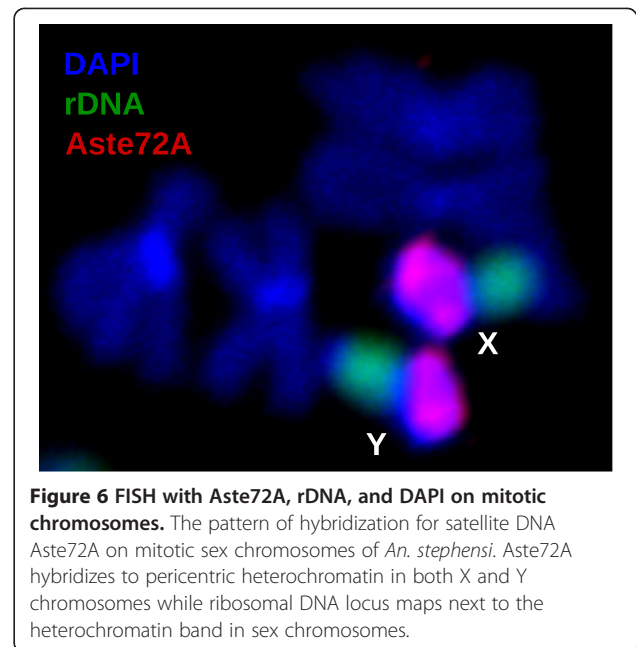 DAPI
rDNA
Aste72A
X
Y
Figure 6 FISH with Aste72A, rDNA, and DAPI on mitotic
chromosomes. The pattern of hybridization for satellite DNA
Aste72A on mitotic sex chromosomes of An. stephensi. Aste72A
hybridizes to pericentric heterochromatin in both X and Y
chromosomes while ribosomal DNA locus maps next to the
heterochromatin band in sex chromosomes.